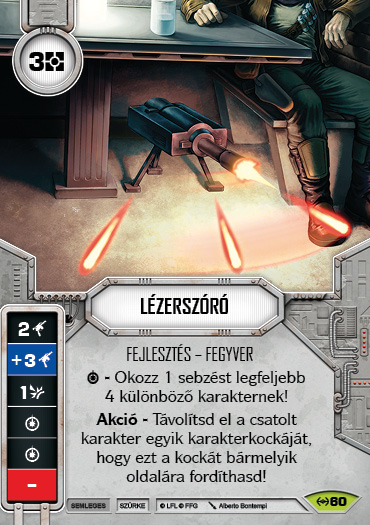 3
LÉZERSZÓRÓ
FEJLESZTÉS – FEGYVER
- Okozz 1 sebzést legfeljebb
4 különböző karakternek!
Akció - Távolítsd el a csatolt
karakter egyik karakterkockáját,
hogy ezt a kockát bármelyik
oldalára fordíthasd!
2
+3
1
-
SEMLEGES SZÜRKE © LFL © FFG Alberto Bontempi
60